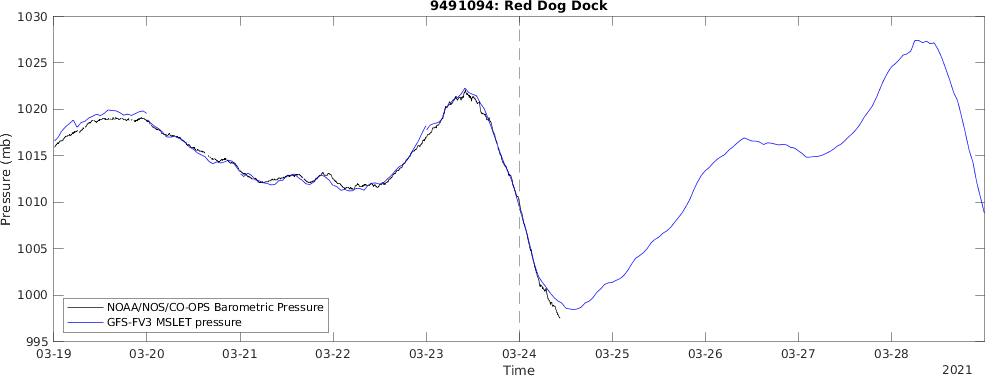 9491094: Red Dog Dock
Pressure (mb)
1030
1025
1020
1015
1010
1005
1000
995
NOAA/NOS/CO-OPS Barometric Pressure
GFS-FV3 MSLET pressure
03-19 03-20 03-21 03-22 03-23 03-24 03-25 03-26 03-27 03-28
Time
2021